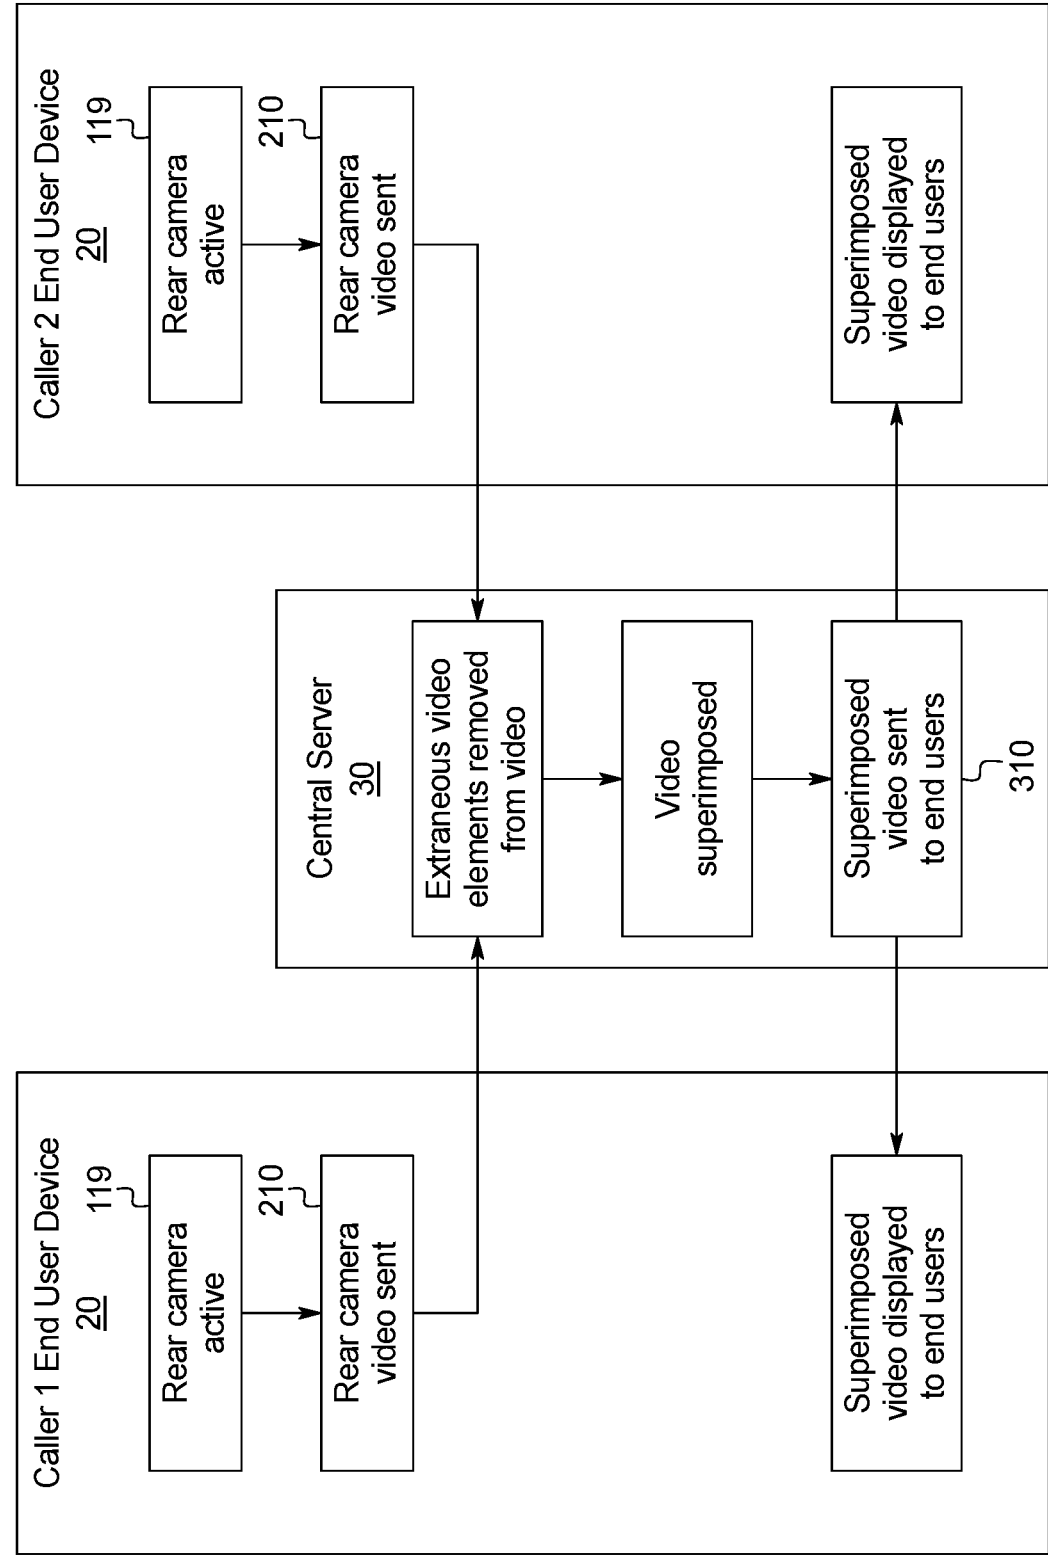 Caller 1 End User Device
20
119
Rear camera
active
210
Rear camera
video sent
Superimposed
video displayed
to end users
Central Server
30
Extraneous video
elements removed
from video
Video
superimposed
Superimposed
video sent
to end users
310
Caller 2 End User Device
20
119
Rear camera
active
210
Rear camera
video sent
Superimposed
video displayed
to end users